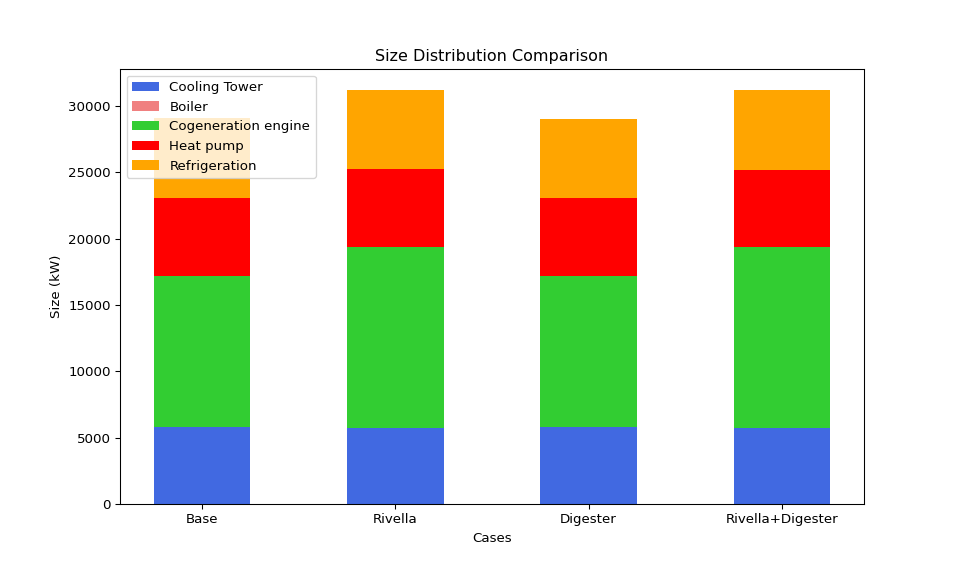 Size Distribution Comparison
Cooling Tower
Boiler
Cogeneration engine
Heat pump
Refrigeration
30000
25000
20000
15000
10000
5000
0
Size (kW)
Base
Rivella
Digester
Rivella+Digester
Cases